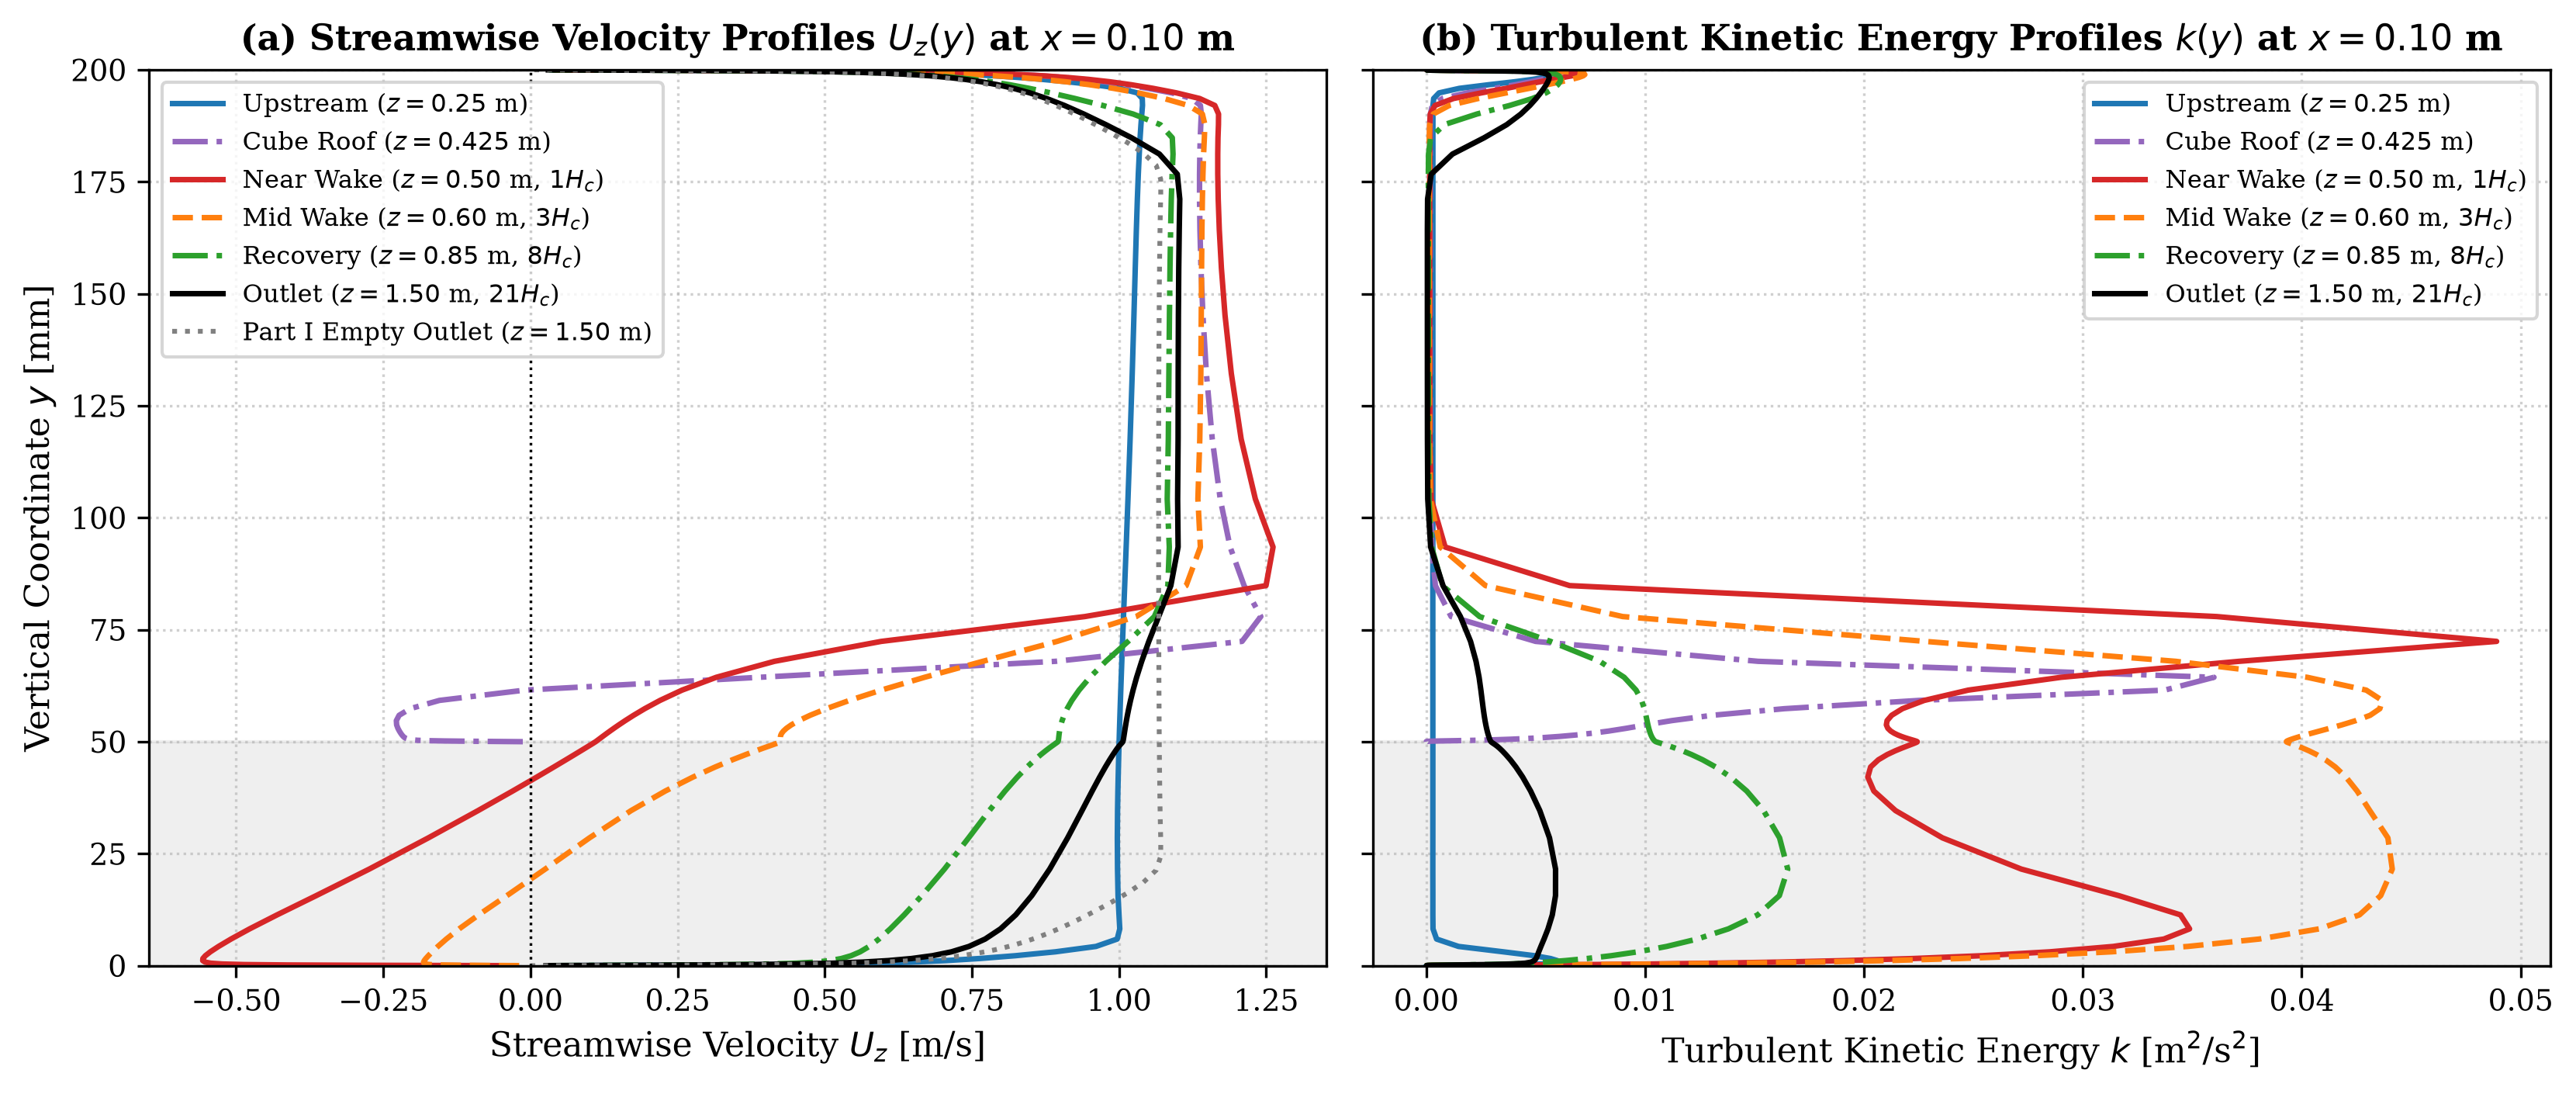 (a) Streamwise Velocity Profiles U_z(y) at x = 0.10 m
200
175
150
125
100
75
50
25
0
Vertical Coordinate y [mm]
Upstream (z = 0.25 m)
Cube Roof (z = 0.425 m)
Near Wake (z = 0.50 m, 1H_c)
Mid Wake (z = 0.60 m, 3H_c)
Recovery (z = 0.85 m, 8H_c)
Outlet (z = 1.50 m, 21H_c)
Part I Empty Outlet (z = 1.50 m)
−0.50 −0.25 0.00 0.25 0.50 0.75 1.00 1.25
Streamwise Velocity U_z [m/s]
(b) Turbulent Kinetic Energy Profiles k(y) at x = 0.10 m
Upstream (z = 0.25 m)
Cube Roof (z = 0.425 m)
Near Wake (z = 0.50 m, 1H_c)
Mid Wake (z = 0.60 m, 3H_c)
Recovery (z = 0.85 m, 8H_c)
Outlet (z = 1.50 m, 21H_c)
0.00 0.01 0.02 0.03 0.04 0.05
Turbulent Kinetic Energy k [m²/s²]